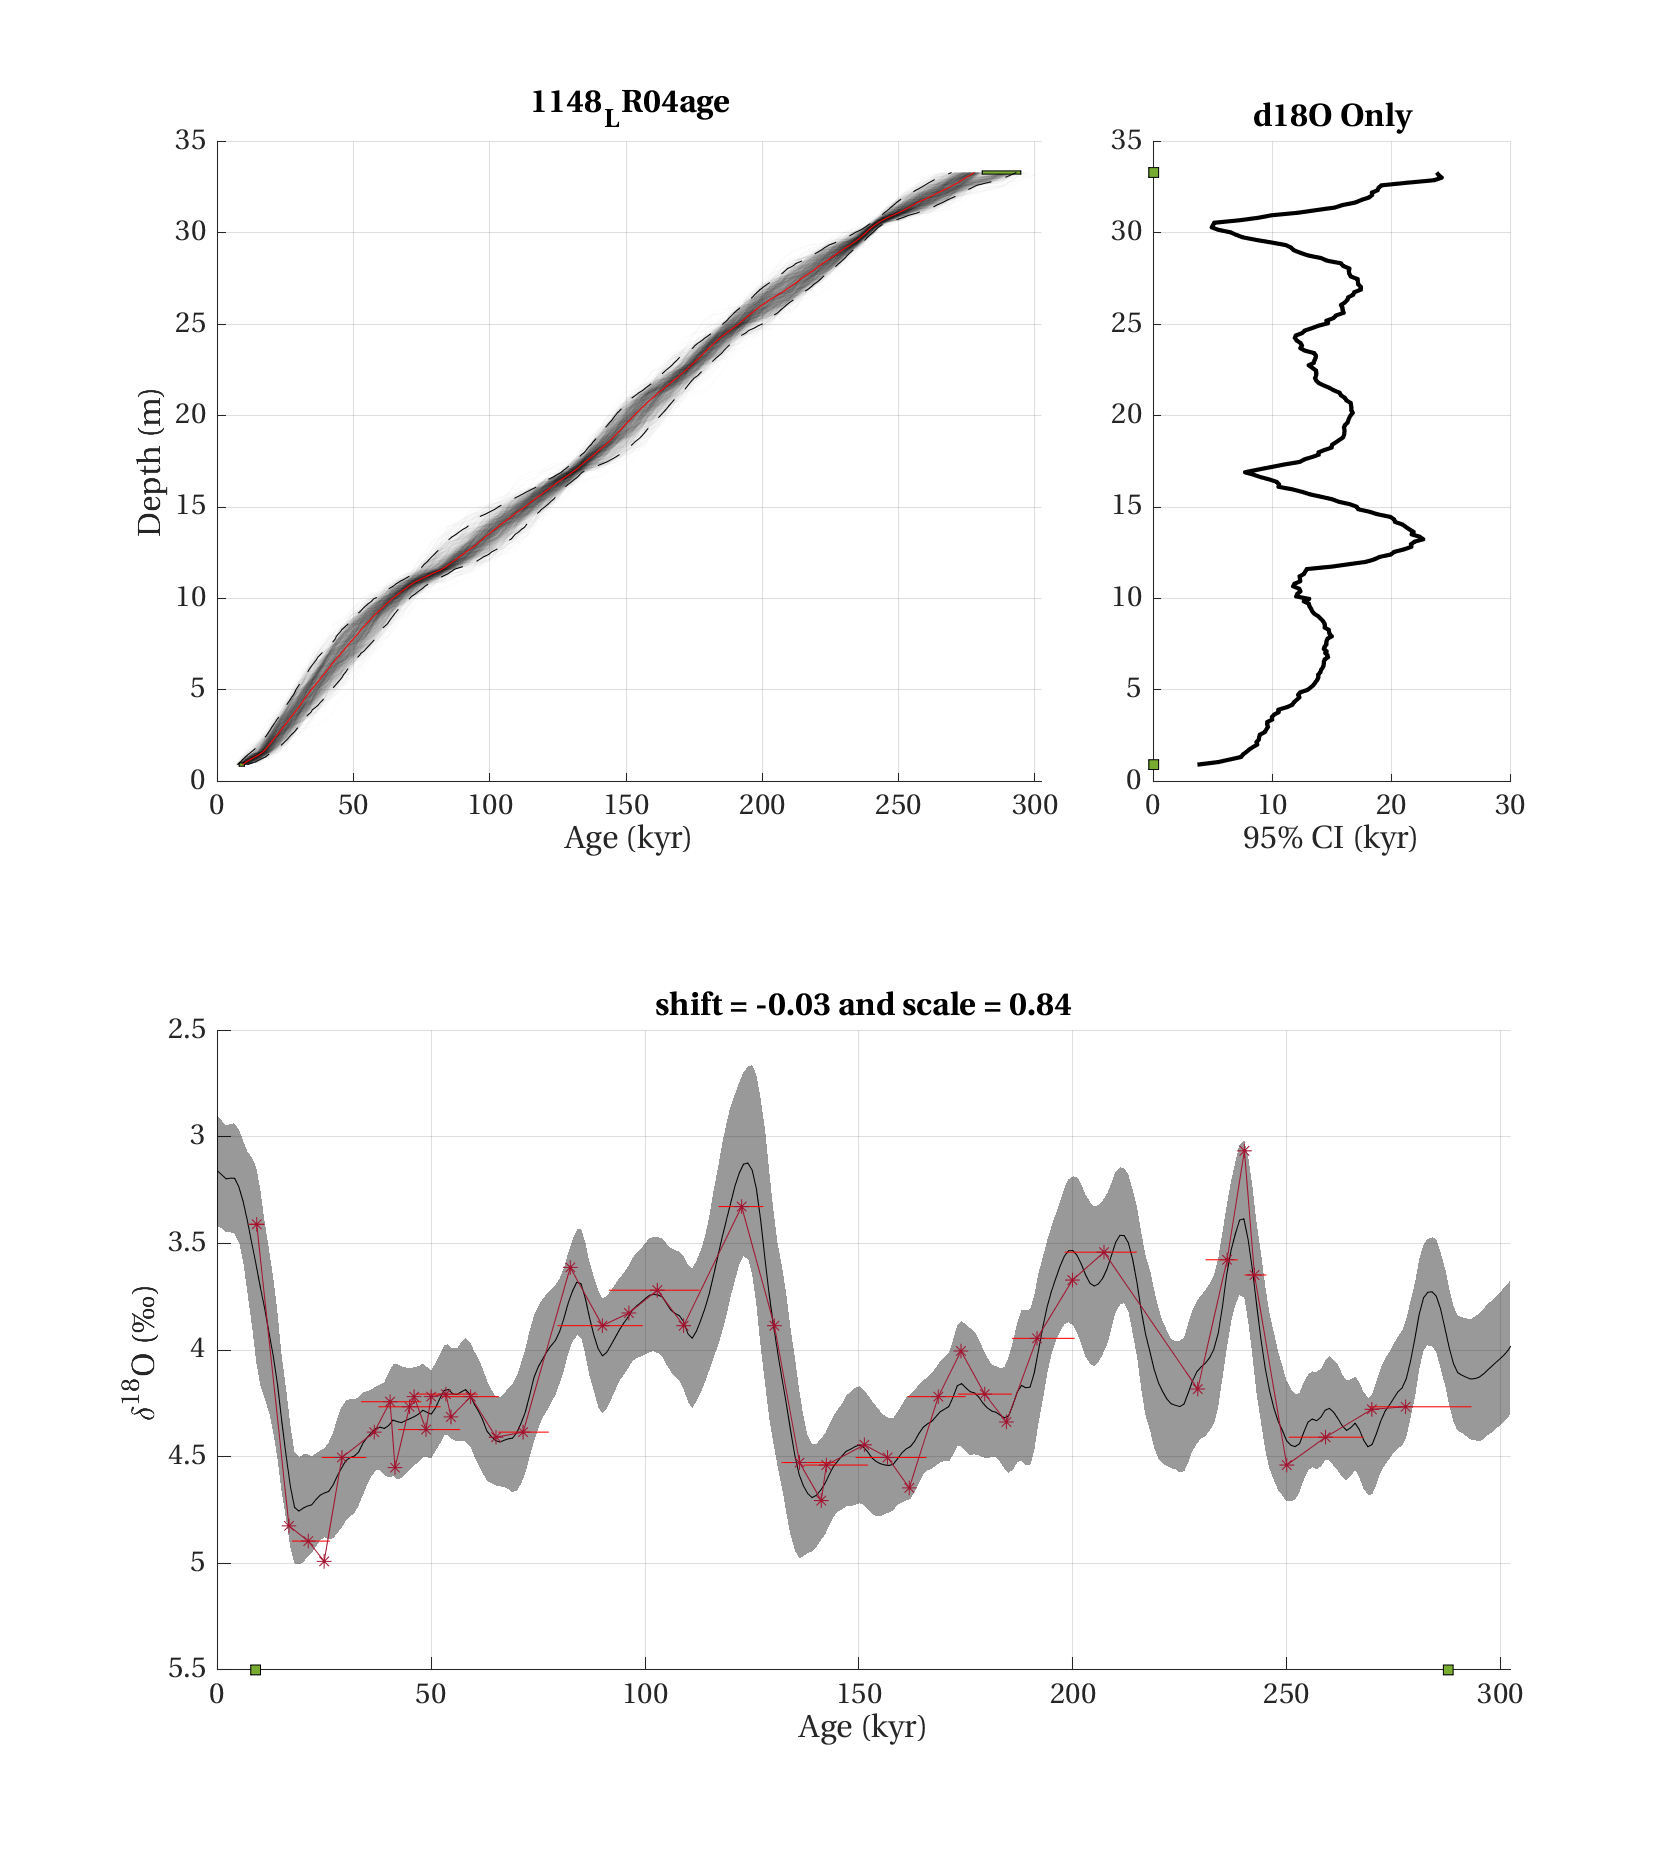 1148LR04age
35
30
25
20
15
10
5
0
0 50 100 150 200 250 300
Age (kyr)
Depth (m)
d18O Only
35
30
25
20
15
10
5
0
0 10 20 30
95% CI (kyr)
shift = -0.03 and scale = 0.84
2.5
3
3.5
4
4.5
5
5.5
0 50 100 150 200 250 300
Age (kyr)
δ18O (‰)